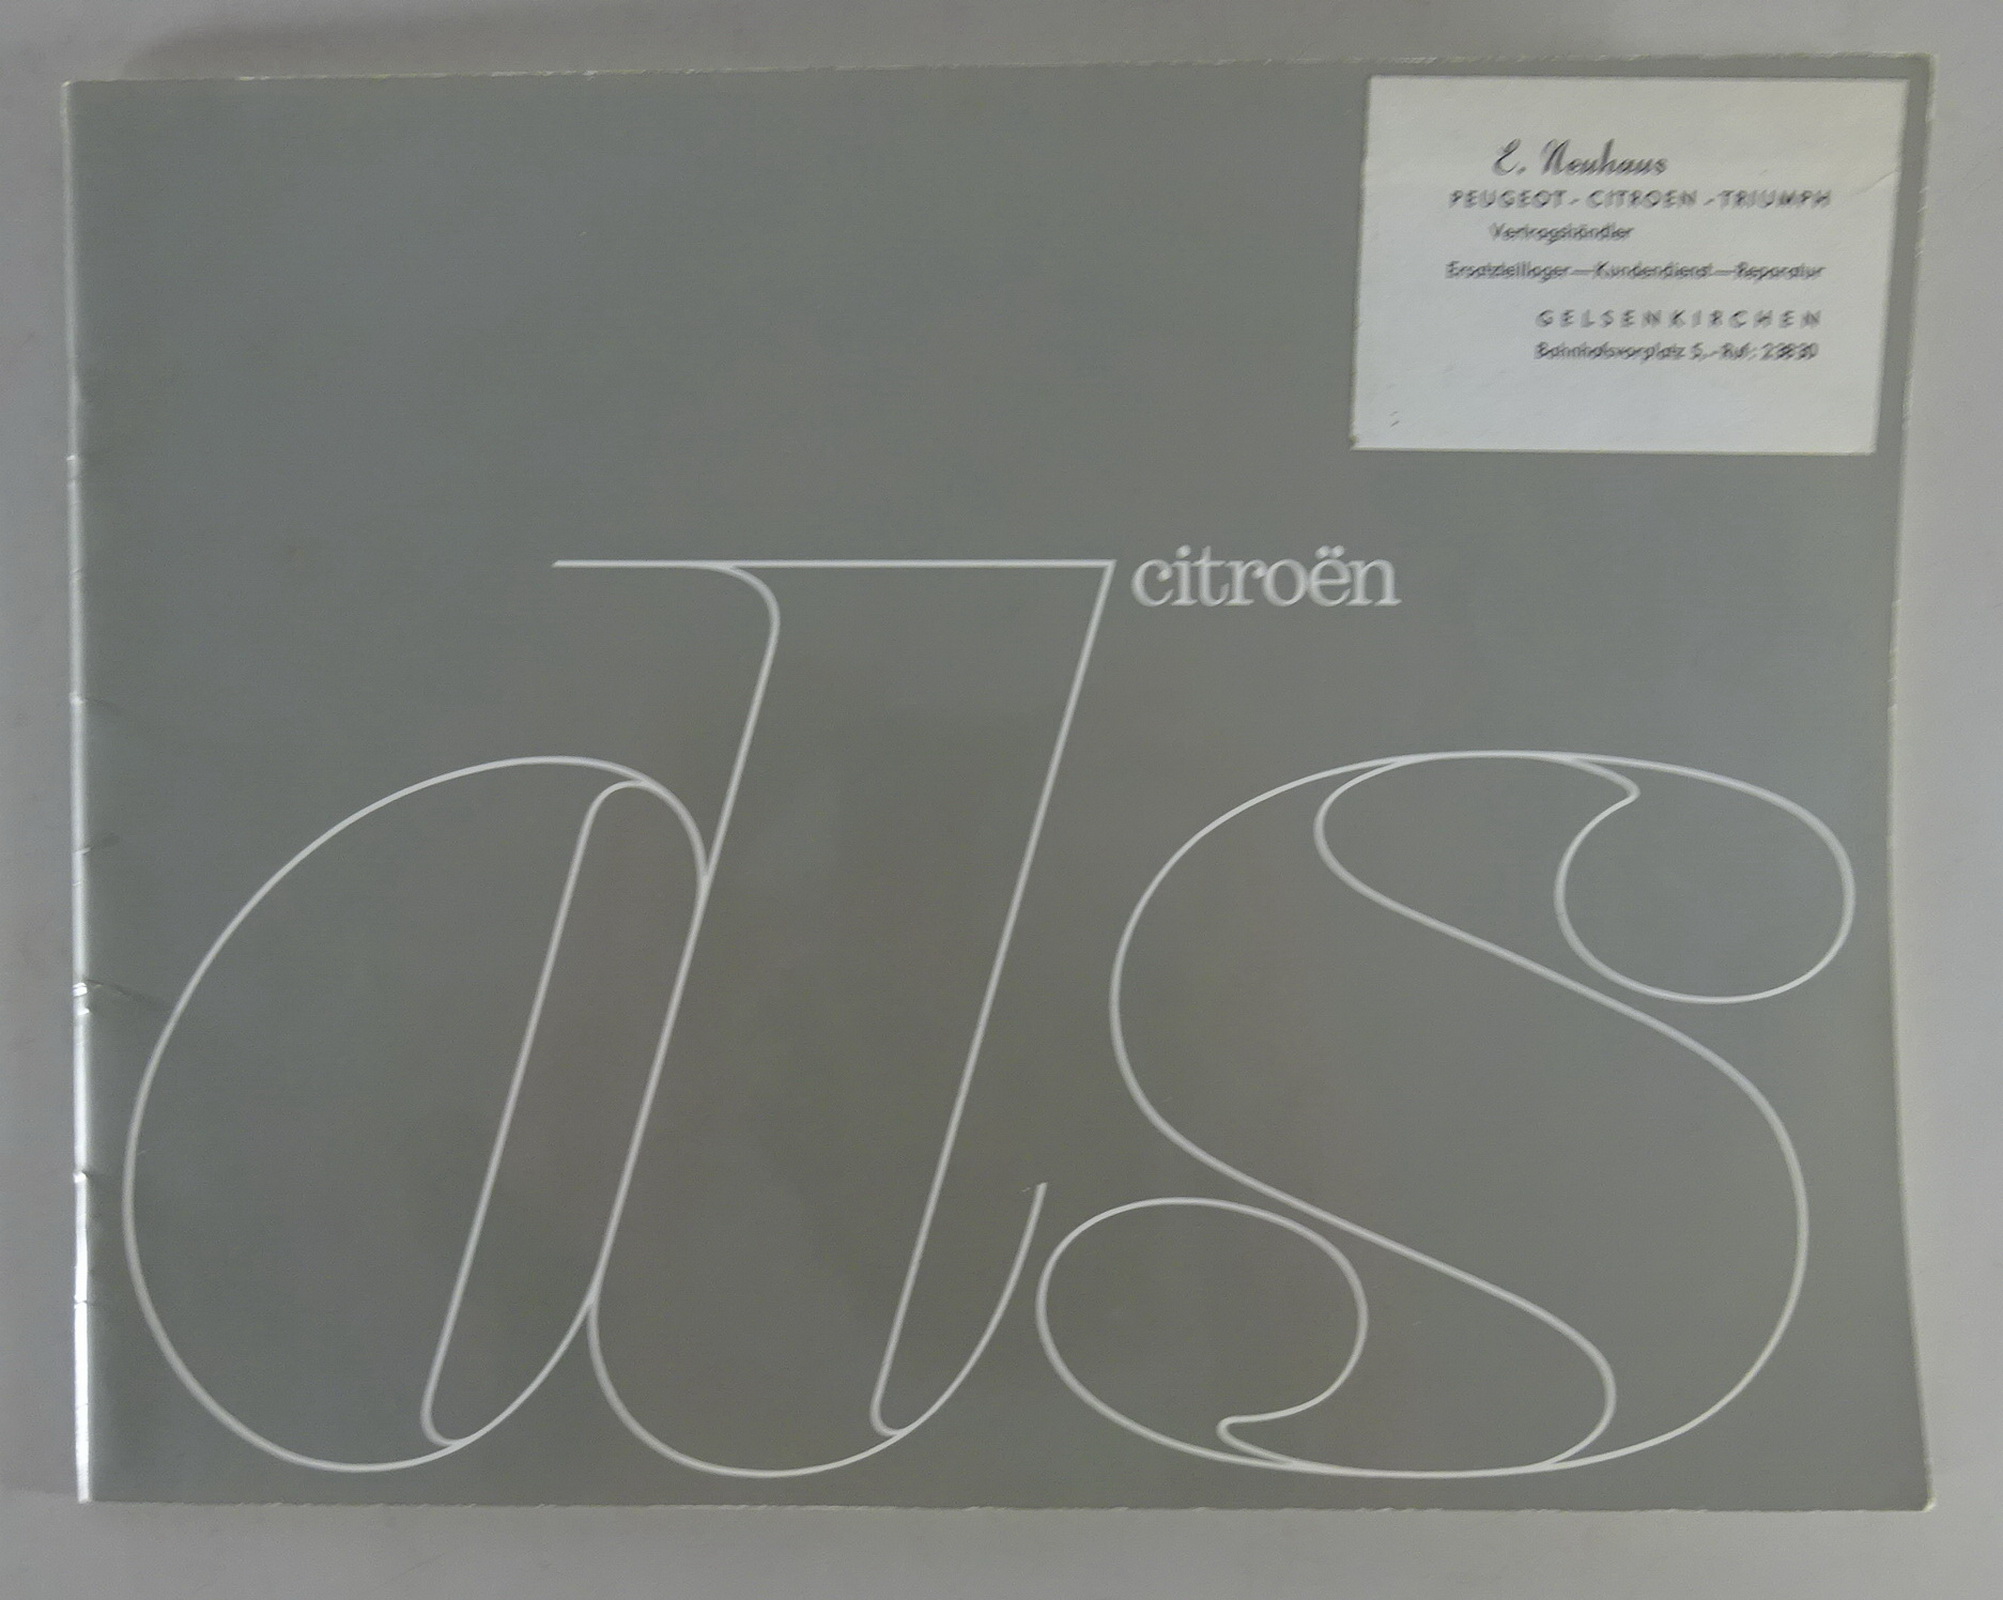 E. Neuhaus
PEUGEOT - CITROEN - TRIUMPH
Vertragshändler
Ersatzteillager — Kundendienst — Reparatur
GELSENKIRCHEN
Bahnhofsvorplatz 5, - Ruf: 23830
citroën
ds